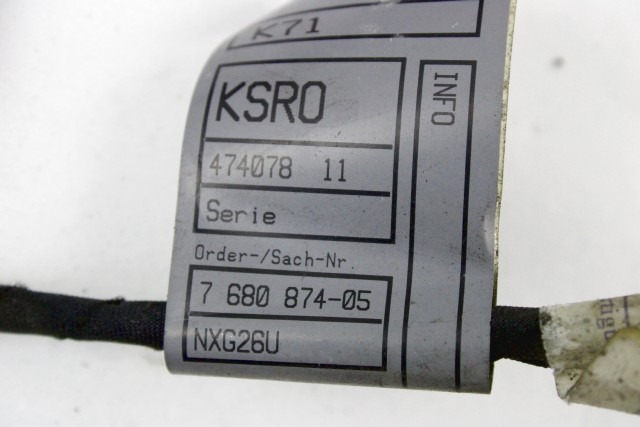 K71
KSRO
INFO
474078 11
Serie
Order-/Sach-Nr.
7 680 874-05
NXG26U